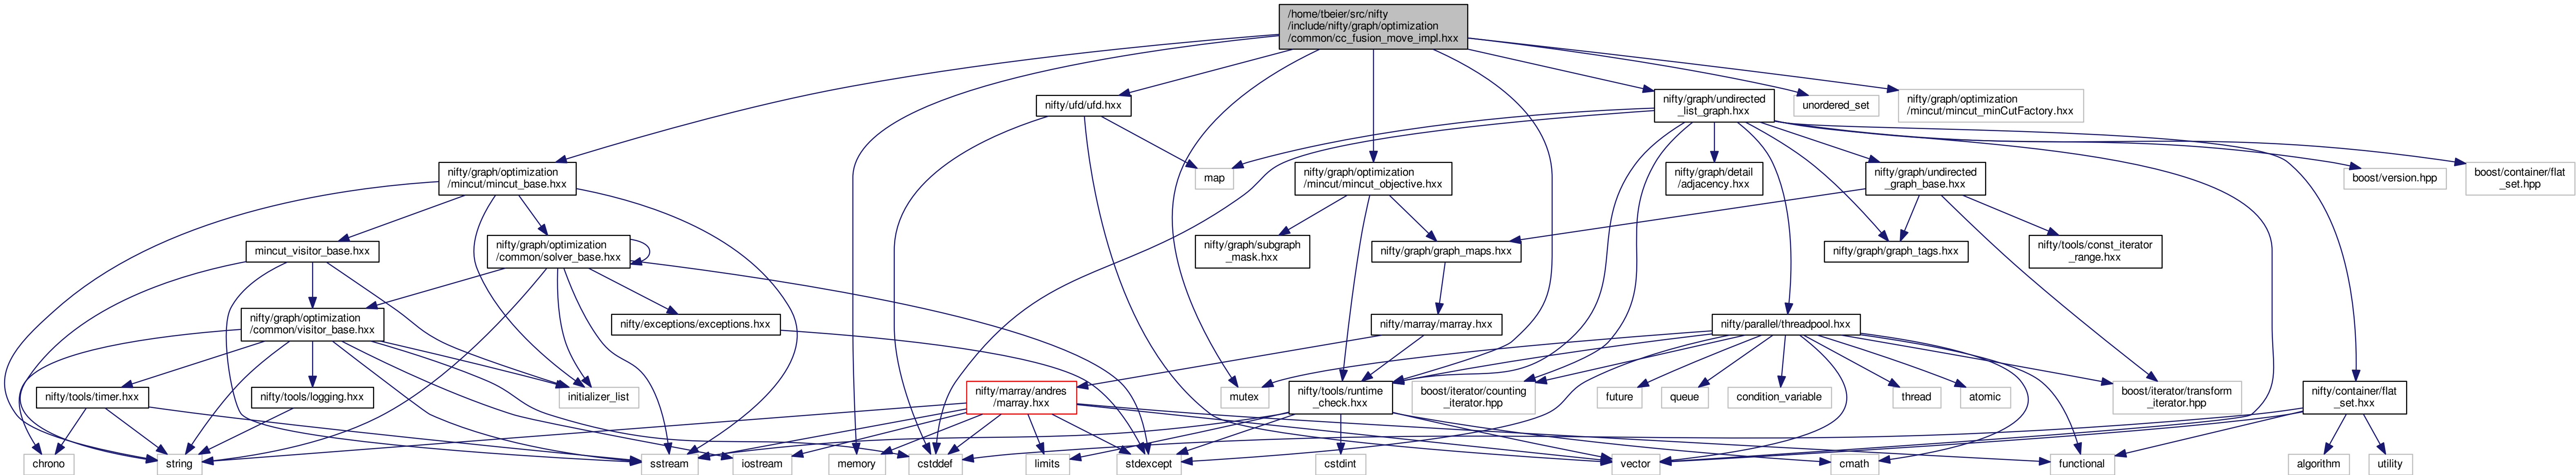 /home/tbeier/src/nifty
/include/nifty/graph/optimization
/common/cc_fusion_move_impl.hxx
nifty/ufd/ufd.hxx
nifty/graph/undirected
_list_graph.hxx
unordered_set
nifty/graph/optimization
/mincut/mincut_minCutFactory.hxx
nifty/graph/optimization
/mincut/mincut_base.hxx
map
nifty/graph/optimization
/mincut/mincut_objective.hxx
nifty/graph/detail
/adjacency.hxx
nifty/graph/undirected
_graph_base.hxx
boost/version.hpp
boost/container/flat
_set.hpp
mincut_visitor_base.hxx
nifty/graph/optimization
/common/solver_base.hxx
nifty/graph/subgraph
_mask.hxx
nifty/graph/graph_maps.hxx
nifty/graph/graph_tags.hxx
nifty/tools/const_iterator
_range.hxx
nifty/graph/optimization
/common/visitor_base.hxx
nifty/exceptions/exceptions.hxx
nifty/marray/marray.hxx
nifty/parallel/threadpool.hxx
nifty/tools/timer.hxx
nifty/tools/logging.hxx
initializer_list
nifty/marray/andres
/marray.hxx
mutex
nifty/tools/runtime
_check.hxx
boost/iterator/counting
_iterator.hpp
future
queue
condition_variable
thread
atomic
boost/iterator/transform
_iterator.hpp
nifty/container/flat
_set.hxx
chrono
string
sstream
iostream
memory
cstddef
limits
stdexcept
cstdint
vector
cmath
functional
algorithm
utility